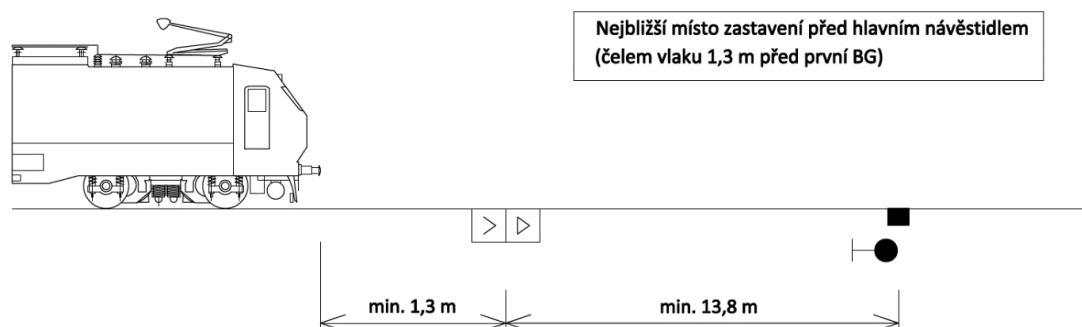 Nejbližší místo zastavení před hlavním návěstidlem
(čelem vlaku 1,3 m před první BG)
min. 1,3 m
min. 13,8 m